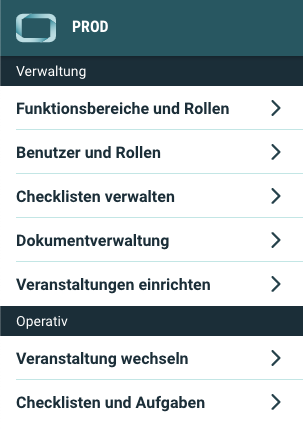 PROD
Verwaltung
Funktionsbereiche und Rollen
Benutzer und Rollen
Checklisten verwalten
Dokumentverwaltung
Veranstaltungen einrichten
Operativ
Veranstaltung wechseln
Checklisten und Aufgaben